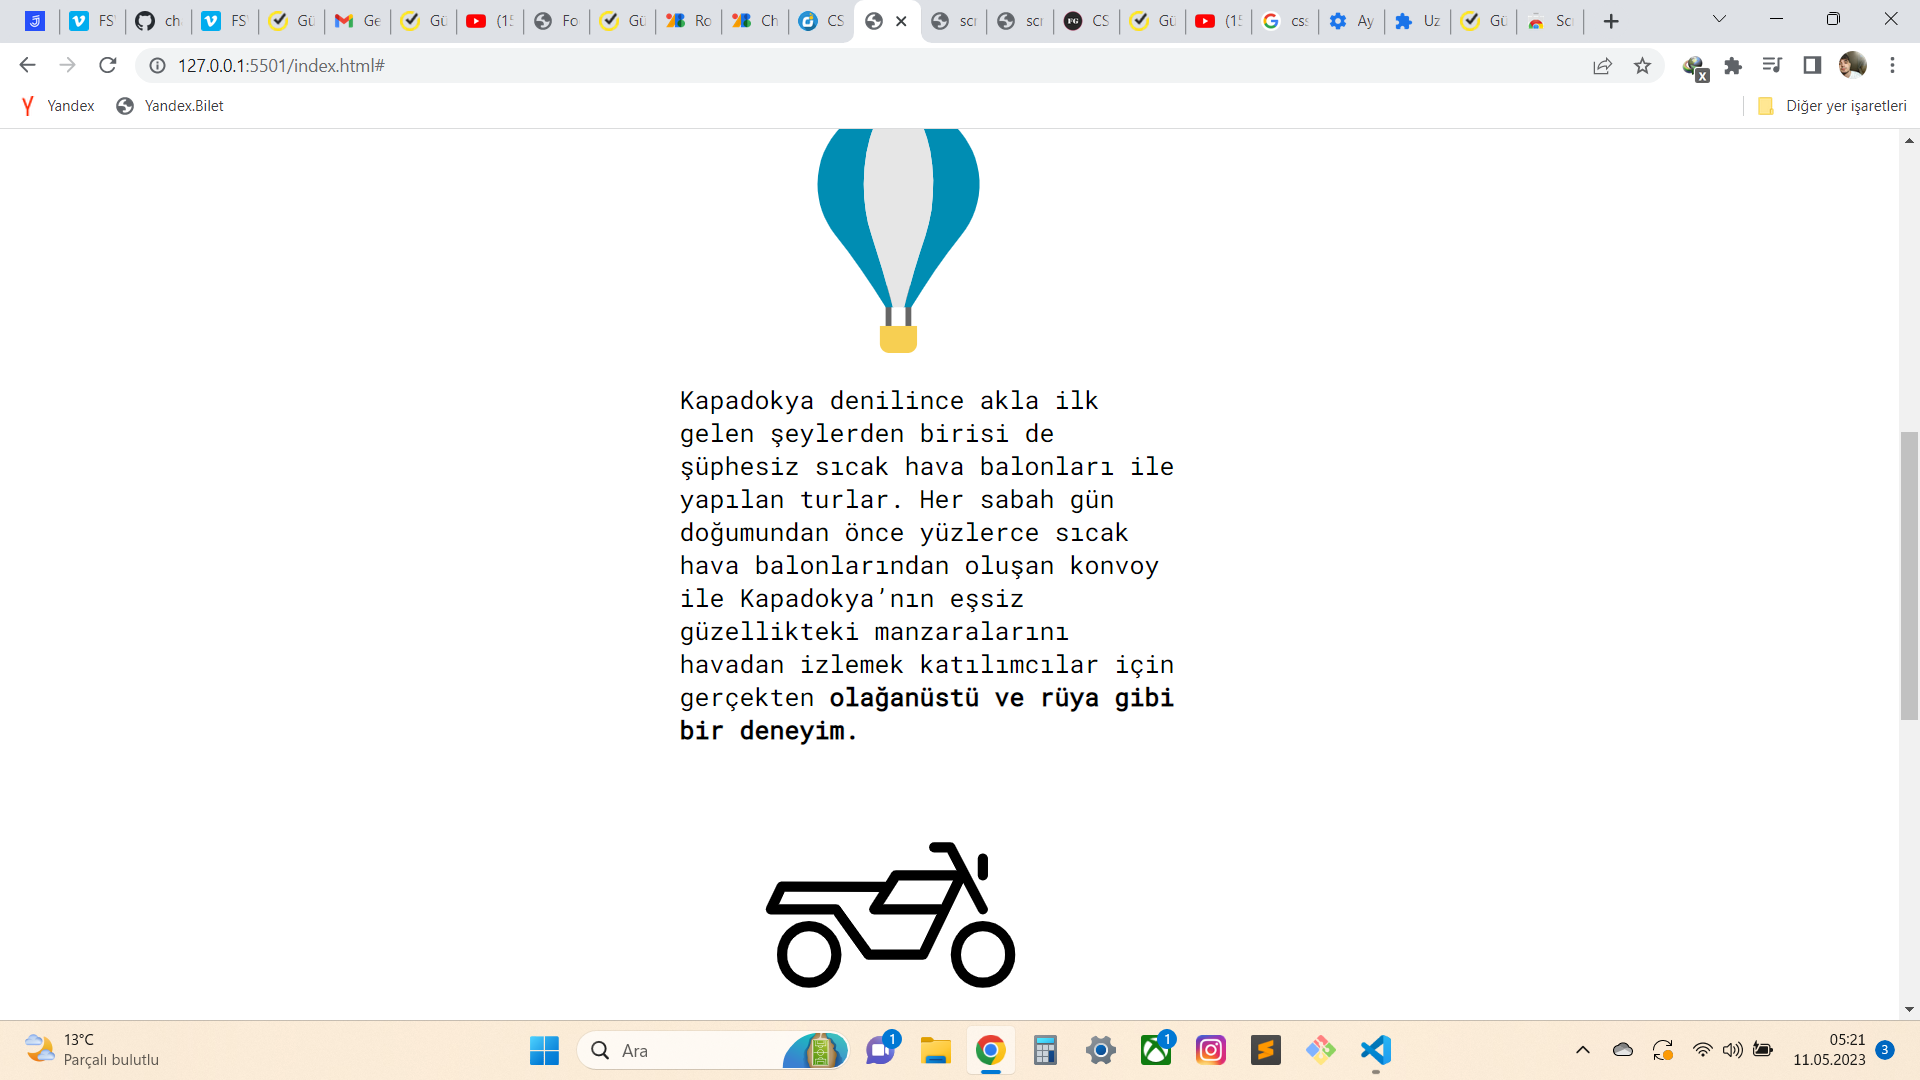 FS
ch
FS
Gü
Ge
Gü
(15
Fo
Gü
Ro
Ch
CS
scr
scr
CS
Gü
(15
css
Ay
Uz
Gü
Sc
127.0.0.1:5501/index.html#
Yandex
Yandex.Bilet
Diğer yer işaretleri
Kapadokya denilince akla ilk
gelen şeylerden birisi de
şüphesiz sıcak hava balonları ile
yapılan turlar. Her sabah gün
doğumundan önce yüzlerce sıcak
hava balonlarından oluşan konvoy
ile Kapadokya’nın eşsiz
güzellikteki manzaralarını
havadan izlemek katılımcılar için
gerçekten olağanüstü ve rüya gibi
bir deneyim.
13°C
Parçalı bulutlu
Ara
1
1
05:21
11.05.2023
3